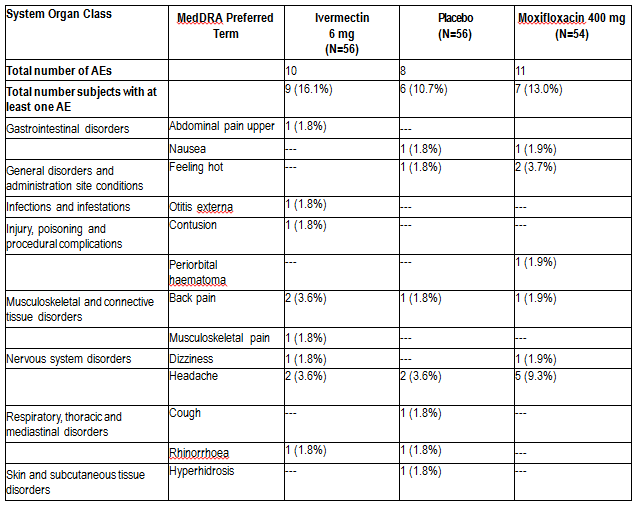 System Organ Class MedDRA Preferred Term Ivermectin 6 mg (N=56) Placebo (N=56) Moxifloxacin 400 mg (N=54)
Total number of AEs 10 8 11
Total number subjects with at least one AE 9 (16.1%) 6 (10.7%) 7 (13.0%)
Gastrointestinal disorders Abdominal pain upper 1 (1.8%) ---
Nausea --- 1 (1.8%) 1 (1.9%)
General disorders and administration site conditions Feeling hot --- 1 (1.8%) 2 (3.7%)
Infections and infestations Otitis externa 1 (1.8%) --- ---
Injury, poisoning and procedural complications Contusion 1 (1.8%) --- ---
Periorbital haematoma --- --- 1 (1.9%)
Musculoskeletal and connective tissue disorders Back pain 2 (3.6%) 1 (1.8%) 1 (1.9%)
Musculoskeletal pain 1 (1.8%) --- ---
Nervous system disorders Dizziness 1 (1.8%) --- 1 (1.9%)
Headache 2 (3.6%) 2 (3.6%) 5 (9.3%)
Respiratory, thoracic and mediastinal disorders Cough --- 1 (1.8%) ---
Rhinorrhoea 1 (1.8%) 1 (1.8%) ---
Skin and subcutaneous tissue disorders Hyperhidrosis --- 1 (1.8%) ---